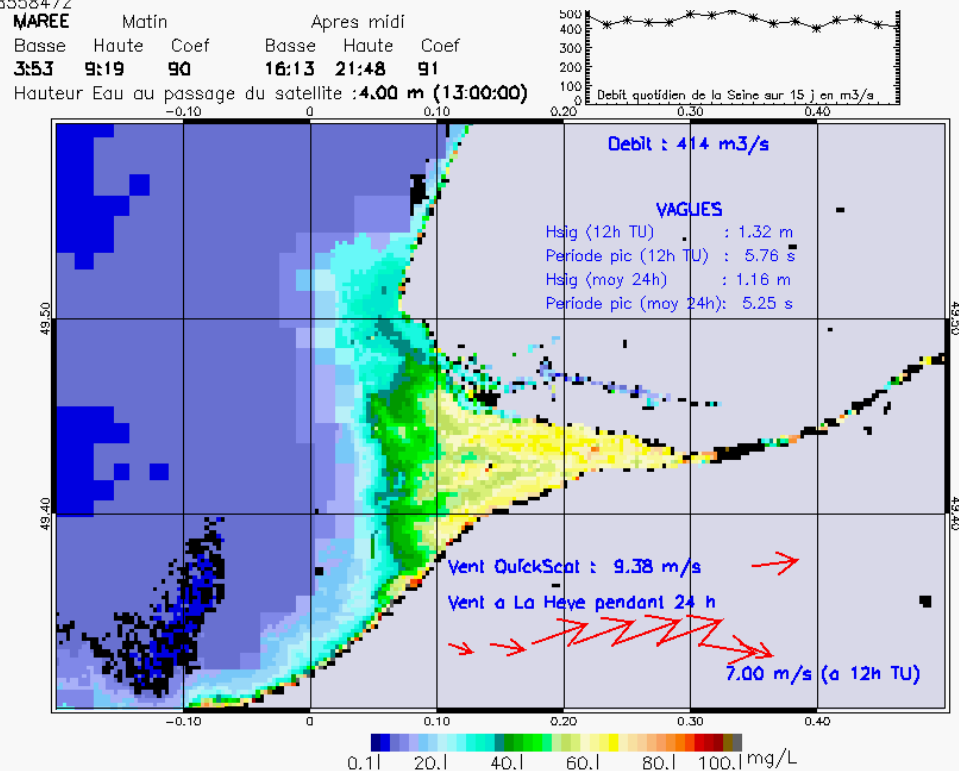 MAREE Matin Apres midi
Basse Haute Coef Basse Haute Coef
3:53 9:19 90 16:13 21:48 91
Hauteur Eau au passage du satellite :4.00 m (13:00:00)
500
400
300
200
100
0
Debit quotidien de la Seine sur 15 j en m3/s
-0.10 0 0.10 0.20 0.30 0.40
Debit : 414 m3/s
VAGUES
Hsig (12h TU) : 1.32 m
Periode pic (12h TU) : 5.76 s
Hsig (moy 24h) : 1.16 m
Periode pic (moy 24h): 5.25 s
49.50 49.50
49.40 49.40
Vent QuickScat : 9.38 m/s
Vent a La Heve pendant 24 h
7.00 m/s (a 12h TU)
-0.10 0 0.10 0.20 0.30 0.40
0.1 20. 40. 60. 80. 100. mg/L